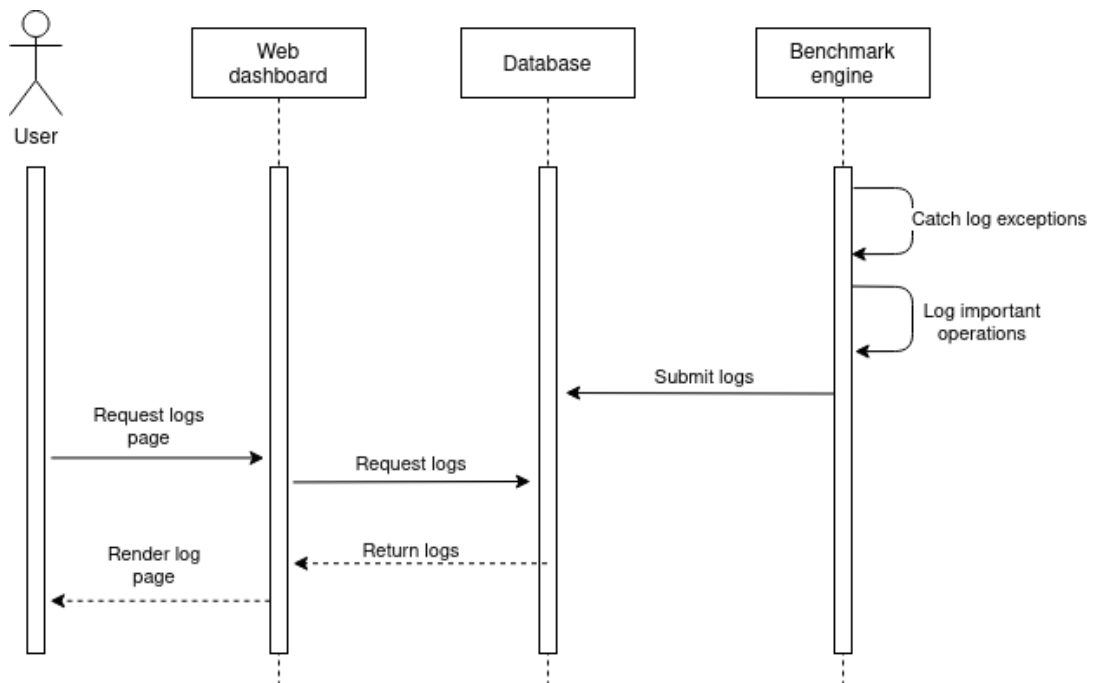 User
Web
dashboard
Database
Benchmark
engine
Catch log exceptions
Log important
operations
Submit logs
Request logs
page
Request logs
Return logs
Render log
page